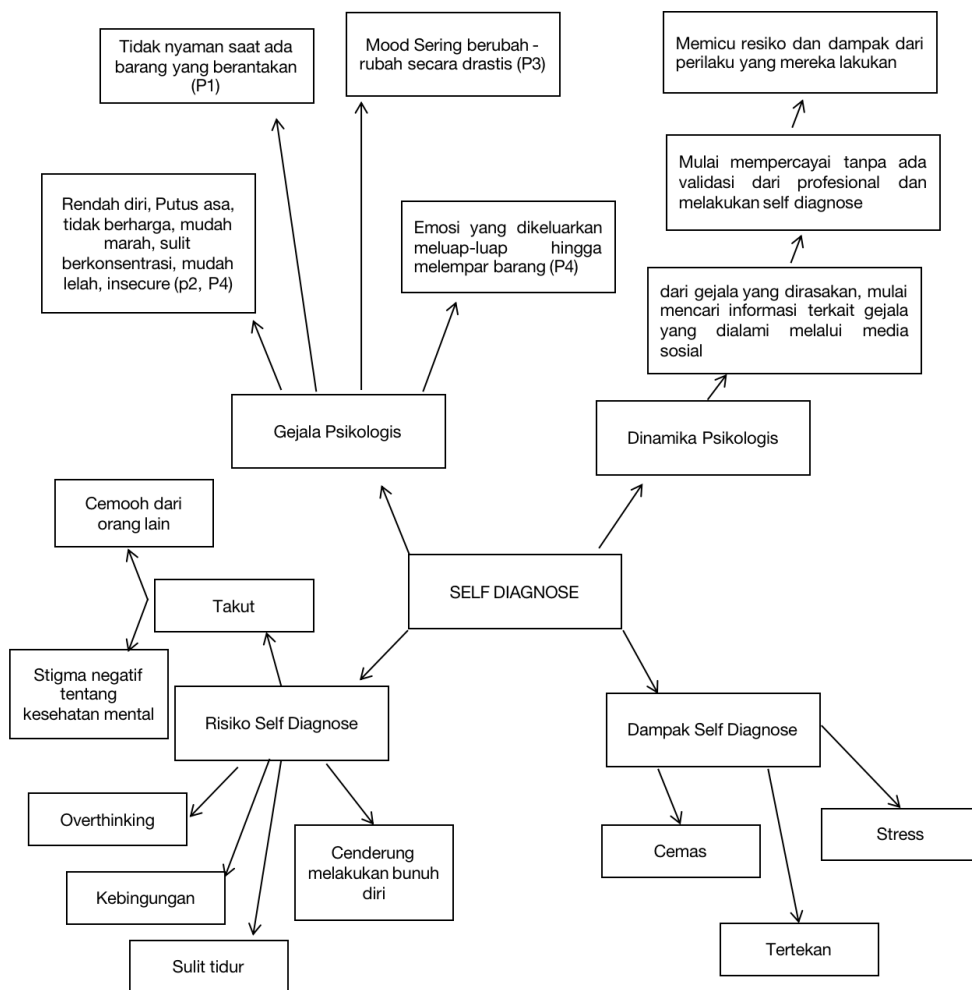 Tidak nyaman saat ada
barang yang berantakan
(P1)
Mood Sering berubah -
rubah secara drastis (P3)
Memicu resiko dan dampak dari
perilaku yang mereka lakukan
Mulai mempercayai tanpa ada
validasi dari profesional dan
melakukan self diagnose
Rendah diri, Putus asa,
tidak berharga, mudah
marah, sulit
berkonsentrasi, mudah
lelah, insecure (p2, P4)
Emosi yang dikeluarkan
meluap-luap hingga
melempar barang (P4)
dari gejala yang dirasakan, mulai
mencari informasi terkait gejala
yang dialami melalui media
sosial
Gejala Psikologis
Dinamika Psikologis
Cemooh dari
orang lain
SELF DIAGNOSE
Takut
Stigma negatif
tentang
kesehatan mental
Risiko Self Diagnose
Dampak Self Diagnose
Overthinking
Cenderung
melakukan bunuh
diri
Cemas
Stress
Kebingungan
Sulit tidur
Tertekan